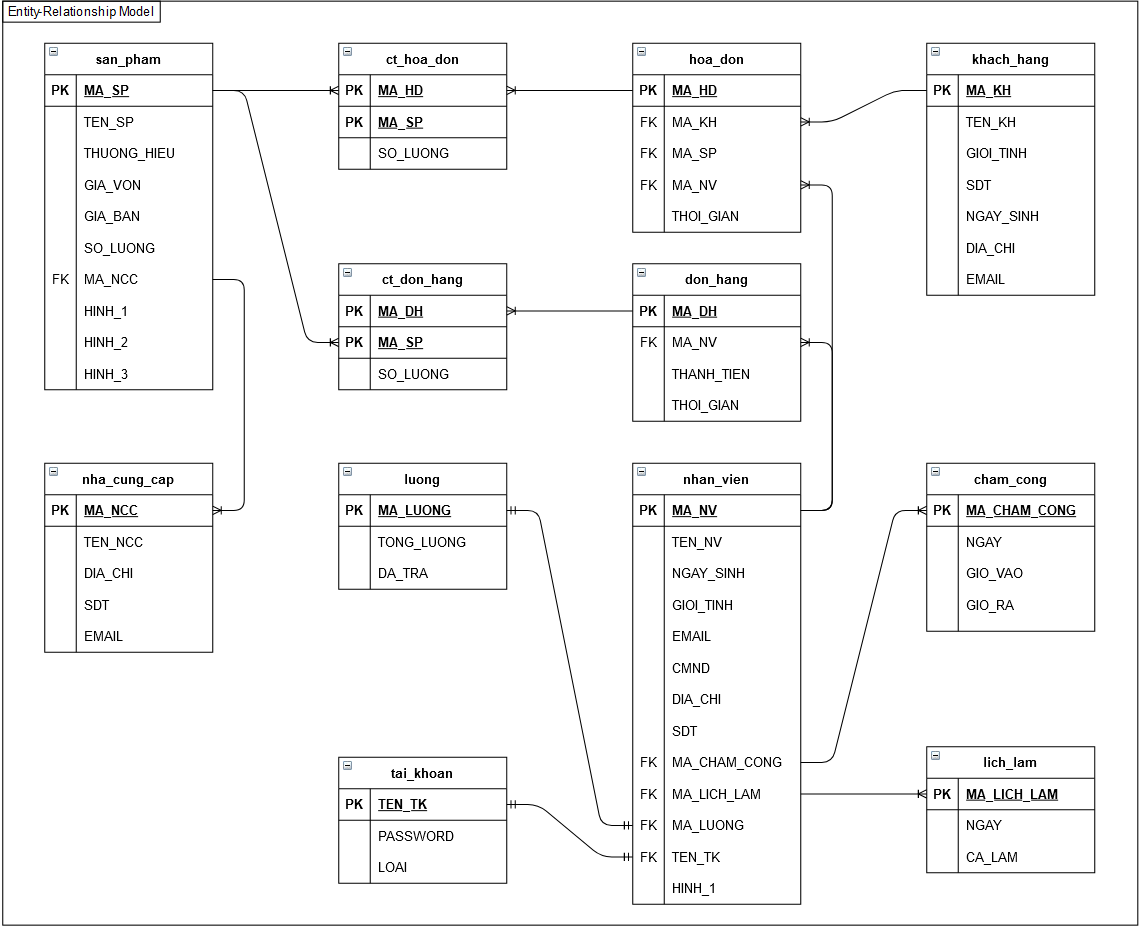 Entity-Relationship Model
san_pham
PK MA_SP
TEN_SP
THUONG_HIEU
GIA_VON
GIA_BAN
SO_LUONG
FK MA_NCC
HINH_1
HINH_2
HINH_3
ct_hoa_don
PK MA_HD
PK MA_SP
SO_LUONG
hoa_don
PK MA_HD
FK MA_KH
FK MA_SP
FK MA_NV
THOI_GIAN
khach_hang
PK MA_KH
TEN_KH
GIOI_TINH
SDT
NGAY_SINH
DIA_CHI
EMAIL
ct_don_hang
PK MA_DH
PK MA_SP
SO_LUONG
don_hang
PK MA_DH
FK MA_NV
THANH_TIEN
THOI_GIAN
nha_cung_cap
PK MA_NCC
TEN_NCC
DIA_CHI
SDT
EMAIL
luong
PK MA_LUONG
TONG_LUONG
DA_TRA
nhan_vien
PK MA_NV
TEN_NV
NGAY_SINH
GIOI_TINH
EMAIL
CMND
DIA_CHI
SDT
FK MA_CHAM_CONG
FK MA_LICH_LAM
FK MA_LUONG
FK TEN_TK
HINH_1
cham_cong
PK MA_CHAM_CONG
NGAY
GIO_VAO
GIO_RA
tai_khoan
PK TEN_TK
PASSWORD
LOAI
lich_lam
PK MA_LICH_LAM
NGAY
CA_LAM